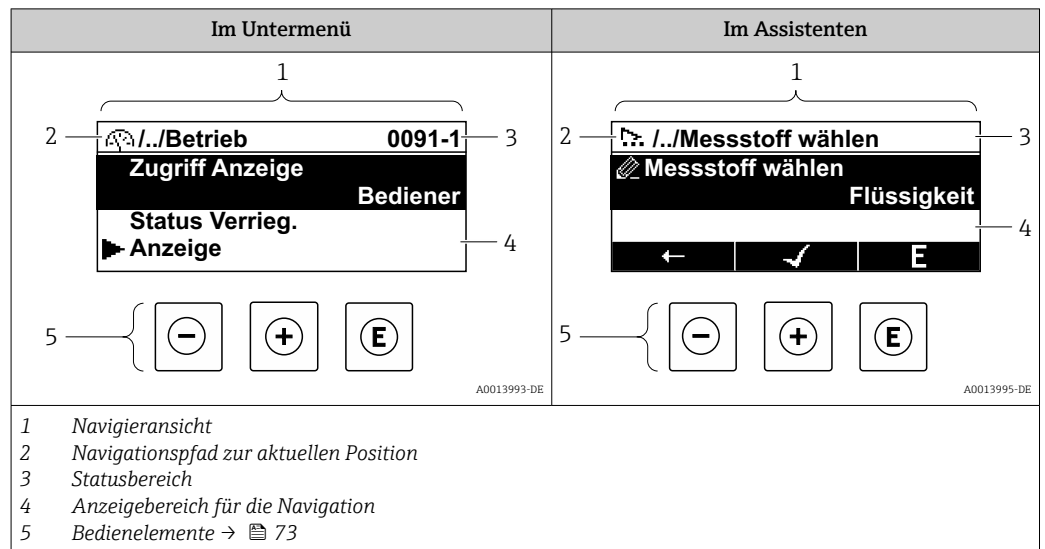 Im Untermenü
Im Assistenten
1
2
/../Betrieb 0091-1
3
Zugriff Anzeige
Bediener
Status Verrieg.
Anzeige
4
5
- + E
A0013993-DE
1
2
/../Messstoff wählen
3
Messstoff wählen
Flüssigkeit
4
← ✓ E
5
- + E
A0013995-DE
1 Navigieransicht
2 Navigationspfad zur aktuellen Position
3 Statusbereich
4 Anzeigebereich für die Navigation
5 Bedienelemente → 73